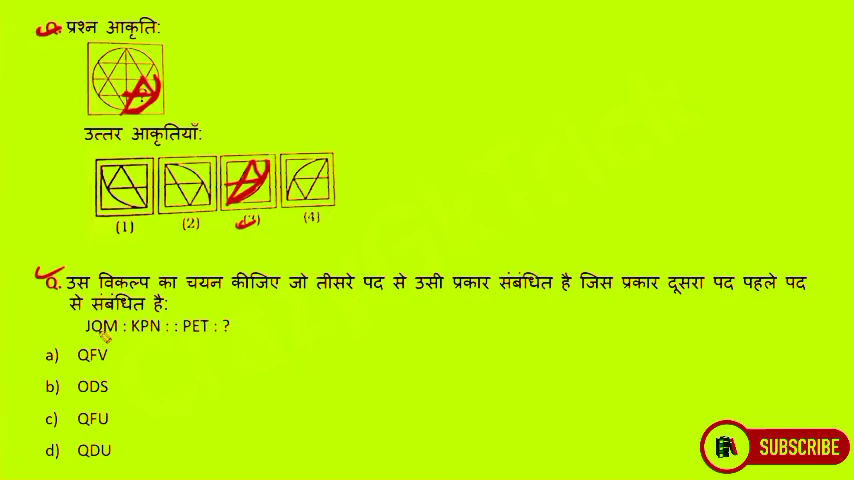 Q. प्रश्न आकृति:
?
उत्तर आकृतियाँ:
(1) (2) (3) (4)
Q. उस विकल्प का चयन कीजिए जो तीसरे पद से उसी प्रकार संबंधित है जिस प्रकार दूसरा पद पहले पद
से संबंधित है:
JQM : KPN : : PET : ?
a) QFV
b) ODS
c) QFU
d) QDU
SUBSCRIBE